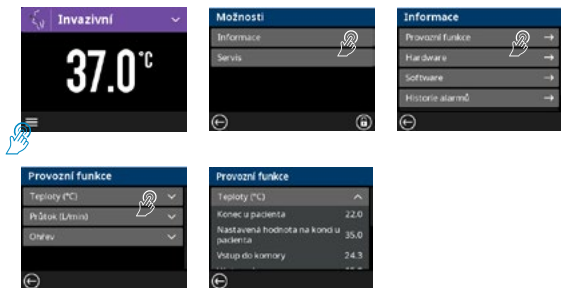 Invazivní
37.0°C
Možnosti
Informace
Servis
Informace
Provozní funkce
Hardware
Software
Historie alarmů
Provozní funkce
Teploty (°C)
Průtok (L/min)
Ohřev
Provozní funkce
Teploty (°C)
Konec u pacienta 22.0
Nastavená hodnota na konci u
pacienta 35.0
Vstup do komory 24.3